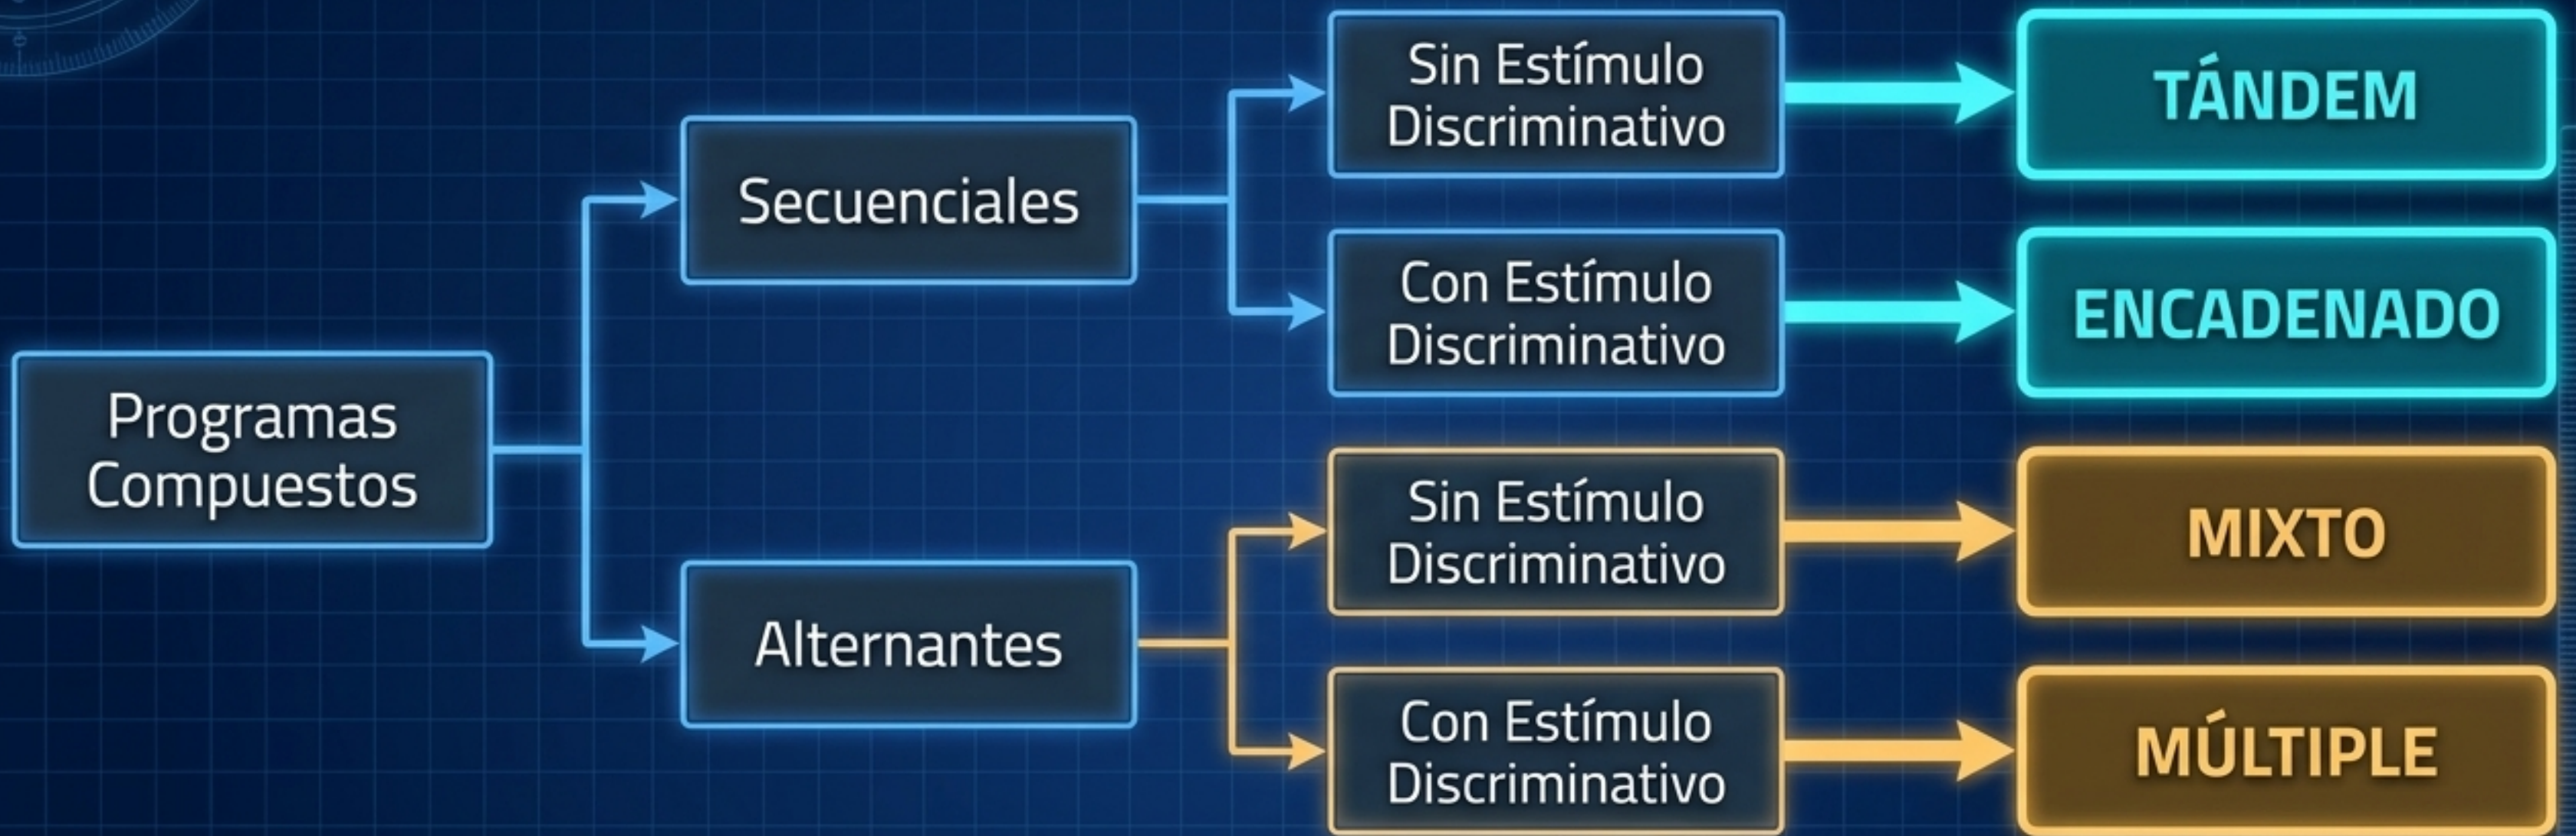 Programas
Compuestos
Secuenciales
Sin Estímulo
Discriminativo
TÁNDEM
Con Estímulo
Discriminativo
ENCADENADO
Alternantes
Sin Estímulo
Discriminativo
MIXTO
Con Estímulo
Discriminativo
MÚLTIPLE